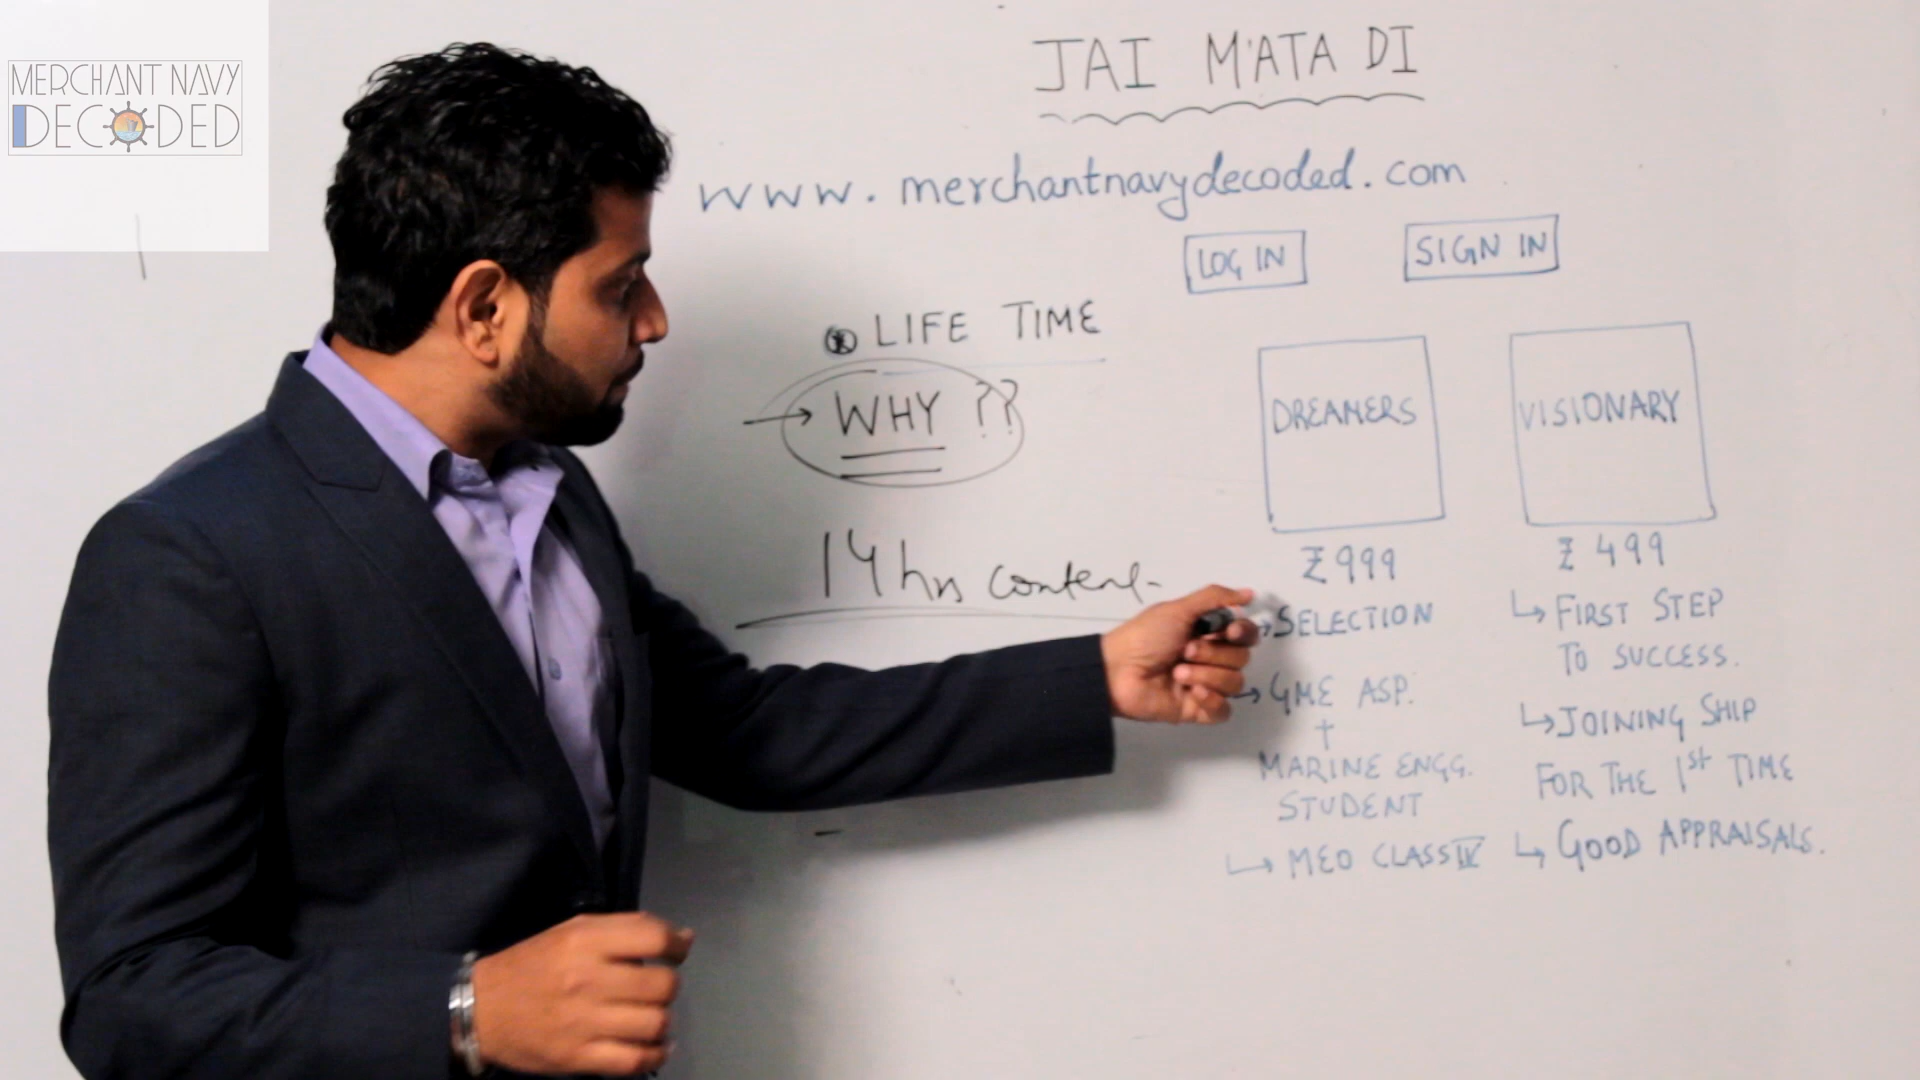 MERCHANT NAVY
DECODED
JAI MATA DI
www.merchantnavydecoded.com
LOG IN
SIGN IN
LIFE TIME
WHY ??
14 hrs content
DREAMERS
₹999
SELECTION
GME ASP.
+
MARINE ENGG.
STUDENT
MEO CLASS IV
VISIONARY
₹ 499
FIRST STEP
TO SUCCESS.
JOINING SHIP
FOR THE 1st TIME
GOOD APPRAISALS.